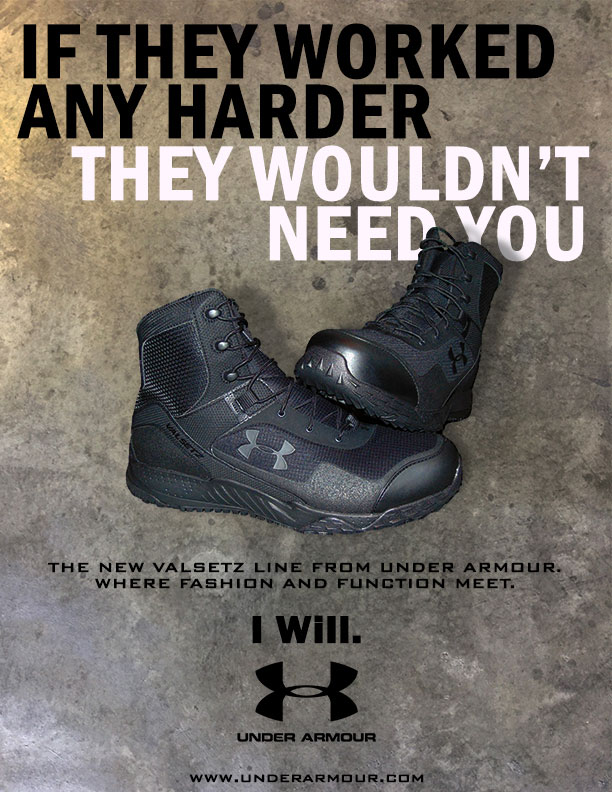 IF THEY WORKED
ANY HARDER
THEY WOULDN'T
NEED YOU
VALSETZ
THE NEW VALSETZ LINE FROM UNDER ARMOUR.
WHERE FASHION AND FUNCTION MEET.
I Will.
UNDER ARMOUR
WWW.UNDERARMOUR.COM